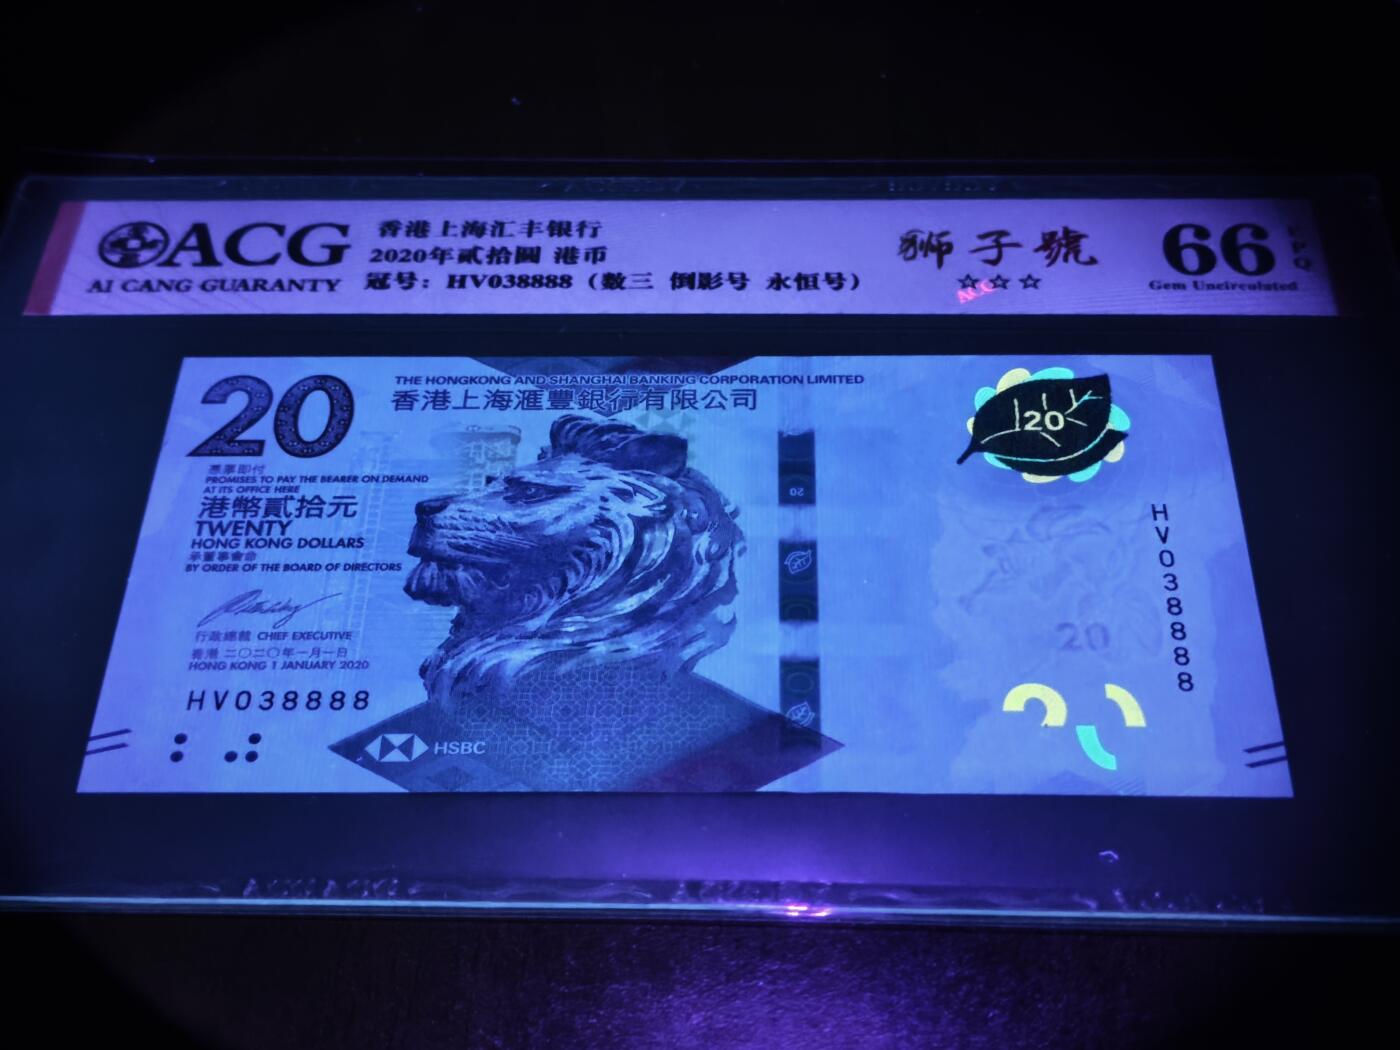 ACG
AI CANG GUARANTY
香港上海汇丰银行
2020年贰拾圆 港币
冠号：HV038888（数三 倒影号 永恒号）
狮子號
☆☆☆
ACG
66
EPQ
Gem Uncirculated
20
THE HONGKONG AND SHANGHAI BANKING CORPORATION LIMITED
香港上海滙豐銀行有限公司
憑票即付
PROMISES TO PAY THE BEARER ON DEMAND
AT ITS OFFICE HERE
港幣貳拾元
TWENTY
HONG KONG DOLLARS
承董事會命
BY ORDER OF THE BOARD OF DIRECTORS
行政總裁 CHIEF EXECUTIVE
香港 二〇二〇年一月一日
HONG KONG 1 JANUARY 2020
HV038888
HSBC
20
20
HV038888
20
20